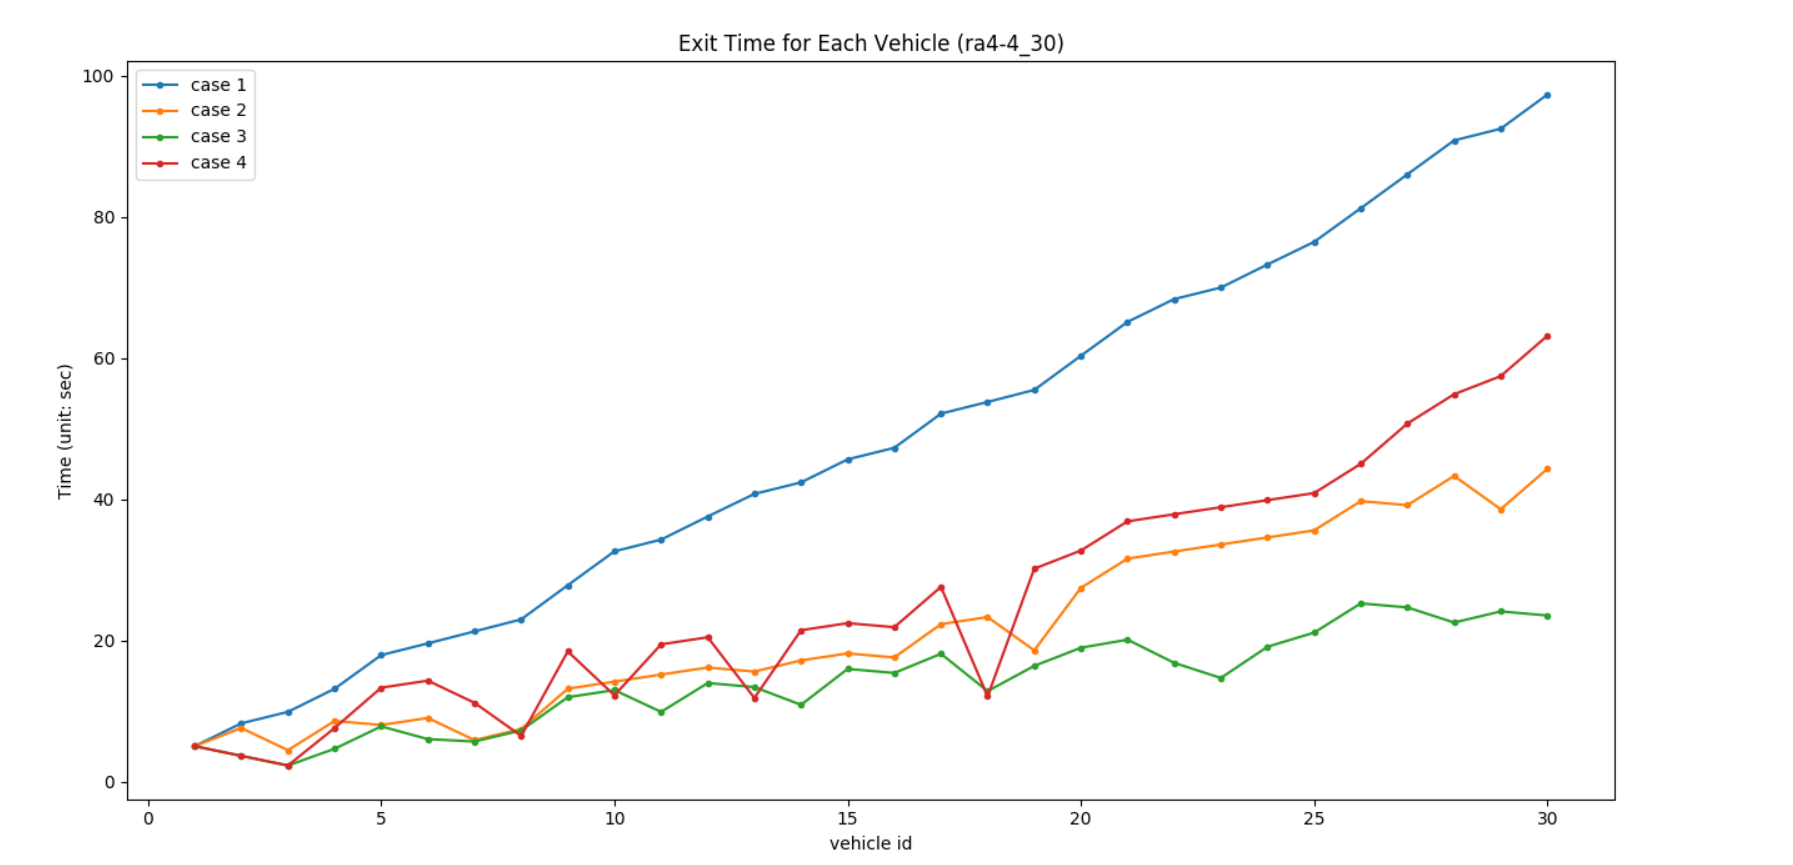 Exit Time for Each Vehicle (ra4-4_30)
case 1
case 2
case 3
case 4
100
80
60
40
20
0
Time (unit: sec)
0 5 10 15 20 25 30
vehicle id